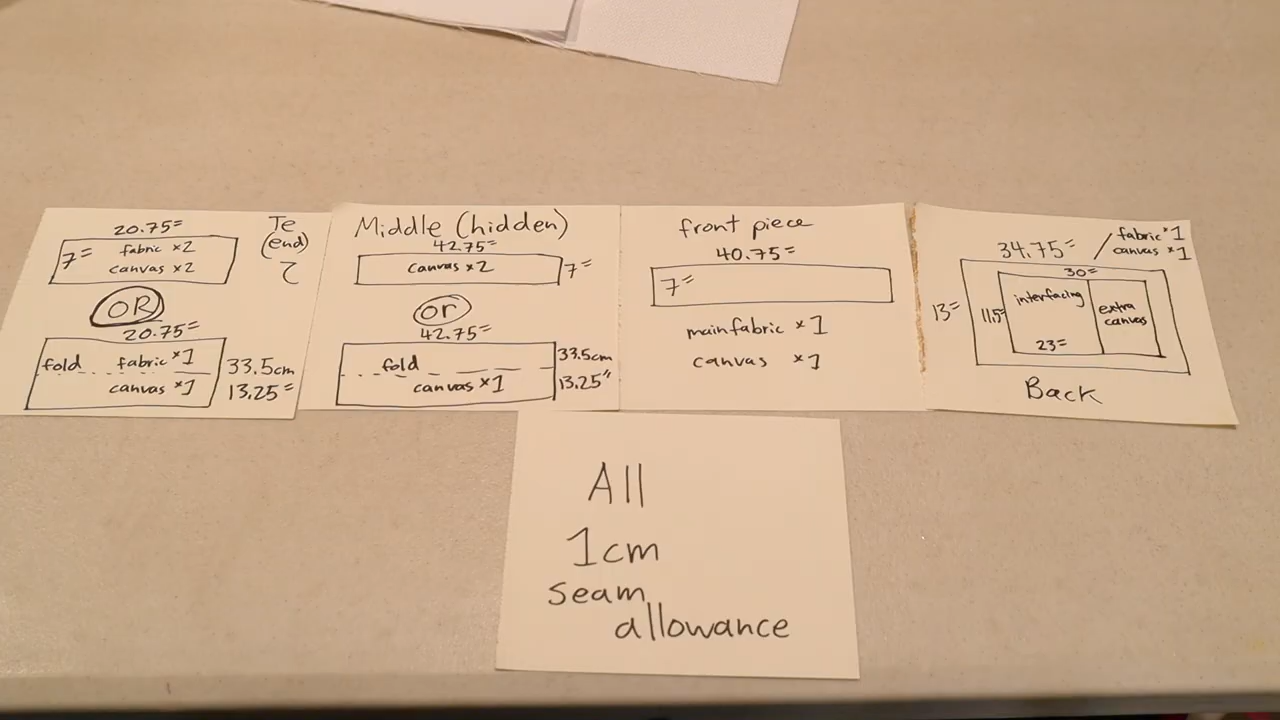 20.75"
7" fabric x2
canvas x2
Te
(end)
OR
20.75"
fold fabric x1
canvas x1
33.5cm
13.25"
Middle (hidden)
42.75"
canvas x2 7"
or
42.75"
fold
canvas x1
33.5cm
13.25"
front piece
40.75"
7"
mainfabric x1
canvas x1
34.75" / fabric x1
canvas x1
30"
13" 11.5" interfacing extra
canvas
23"
Back
All
1cm
seam
allowance